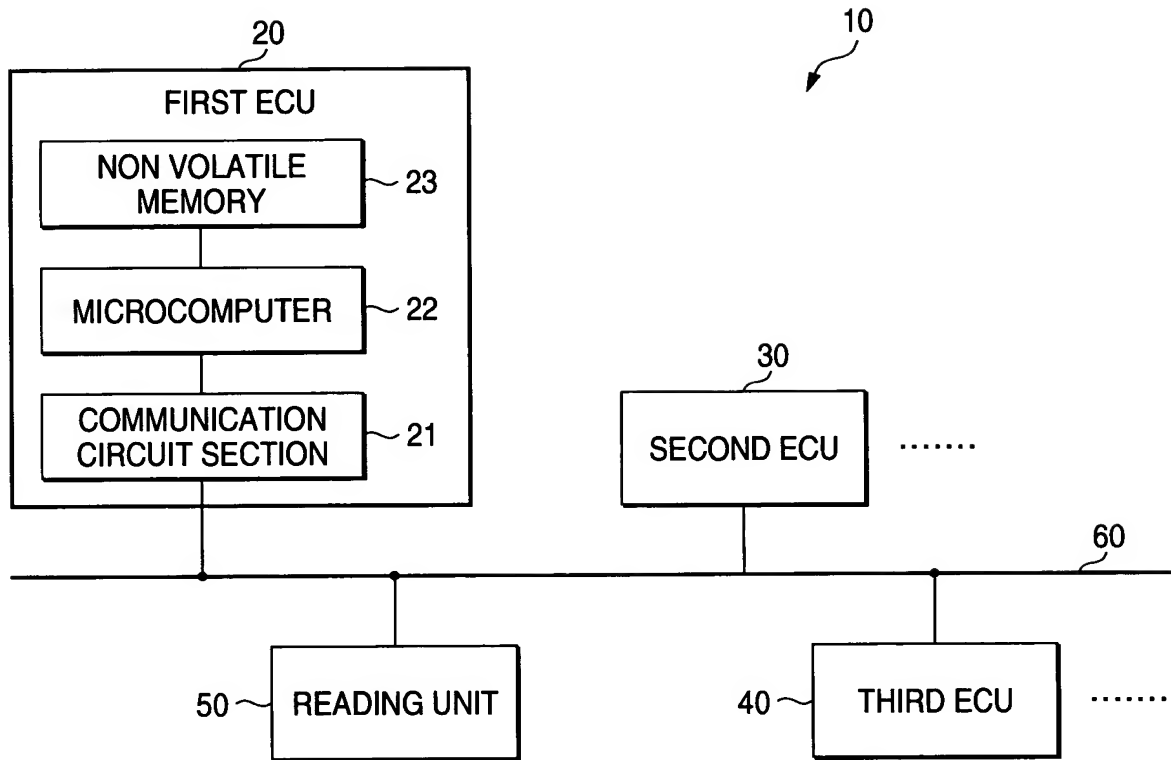 20
10
FIRST ECU
NON VOLATILE
MEMORY
23
MICROCOMPUTER
22
COMMUNICATION
CIRCUIT SECTION
21
30
SECOND ECU .......
60
50
READING UNIT
40
THIRD ECU .......